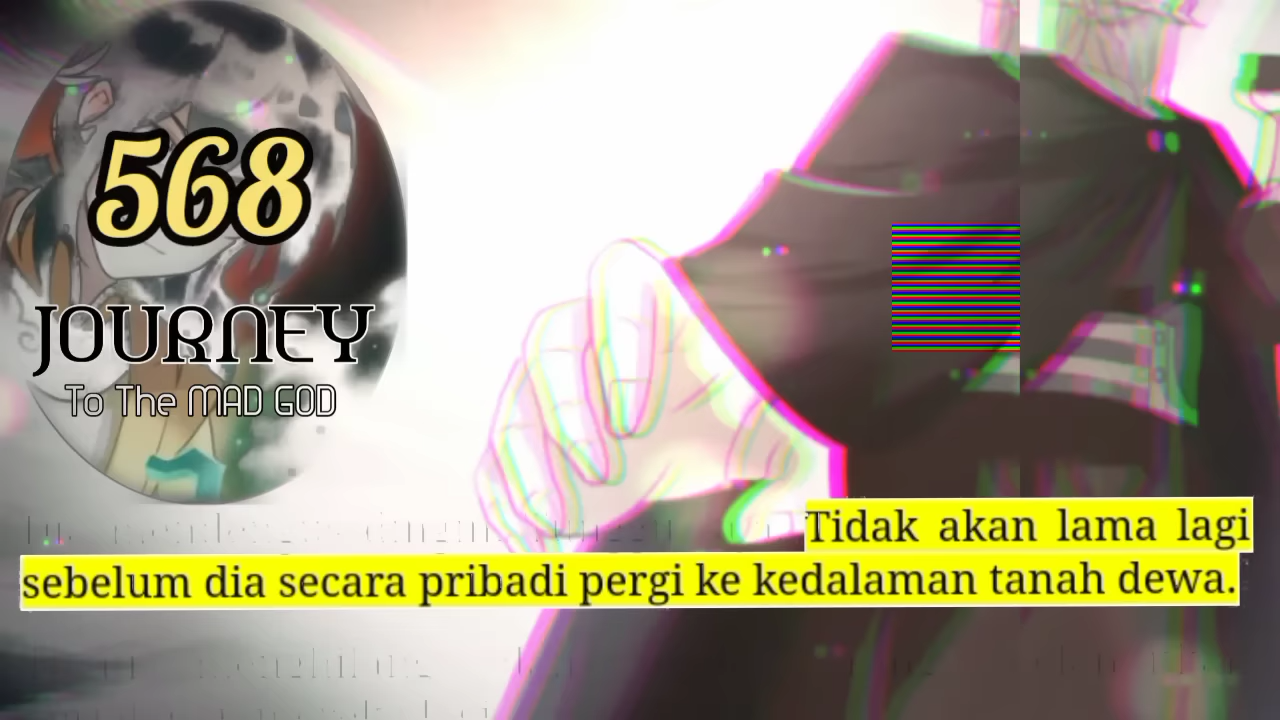 568
JOURNEY
To The MAD GOD
Tidak akan lama lagi
sebelum dia secara pribadi pergi ke kedalaman tanah dewa.